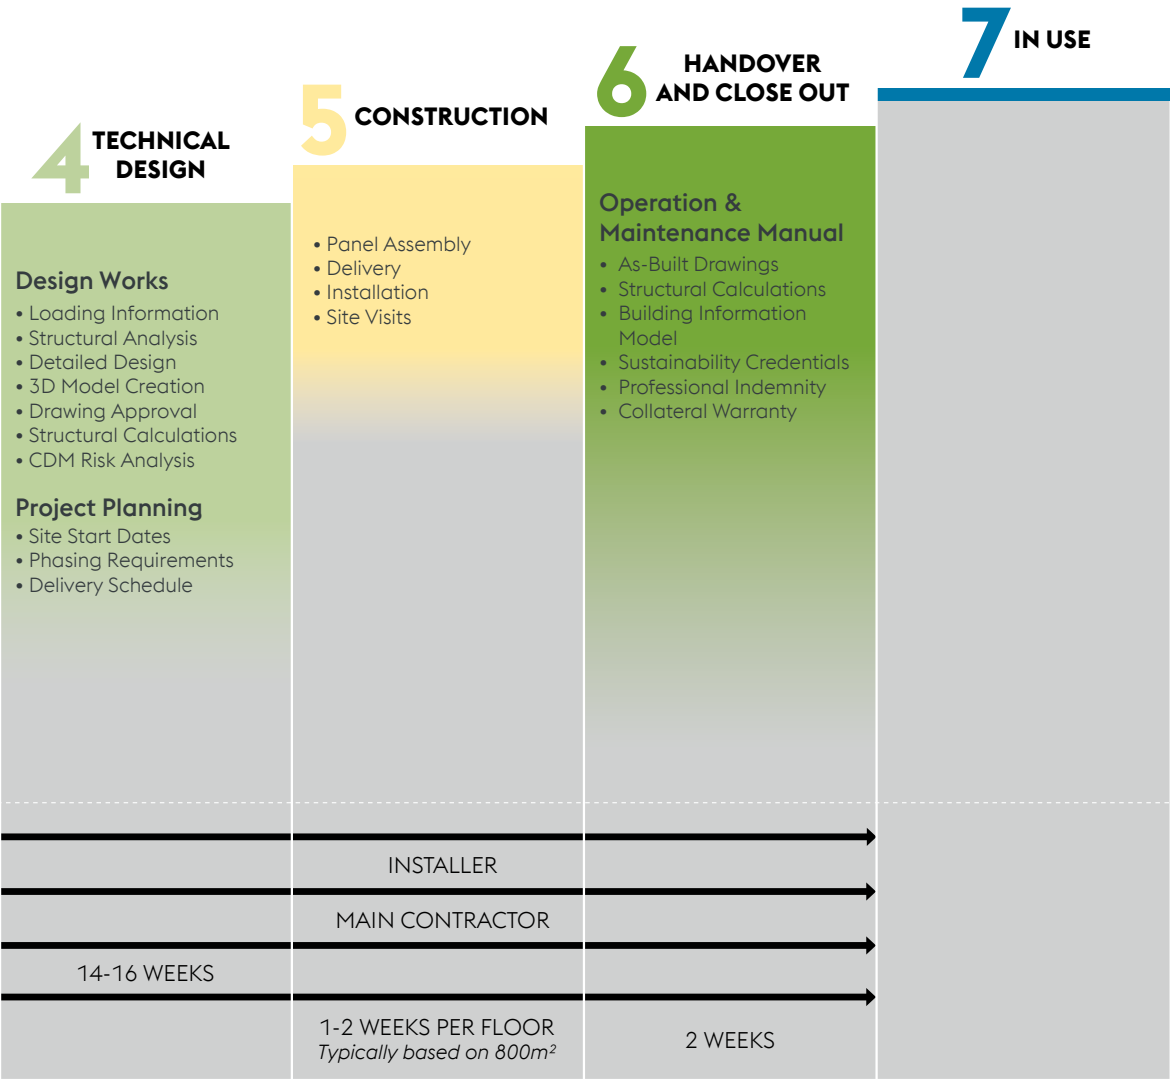 4 TECHNICAL
DESIGN
Design Works
• Loading Information
• Structural Analysis
• Detailed Design
• 3D Model Creation
• Drawing Approval
• Structural Calculations
• CDM Risk Analysis
Project Planning
• Site Start Dates
• Phasing Requirements
• Delivery Schedule
5 CONSTRUCTION
• Panel Assembly
• Delivery
• Installation
• Site Visits
6 HANDOVER
AND CLOSE OUT
Operation &
Maintenance Manual
• As-Built Drawings
• Structural Calculations
• Building Information
Model
• Sustainability Credentials
• Professional Indemnity
• Collateral Warranty
7 IN USE
INSTALLER
MAIN CONTRACTOR
14-16 WEEKS
1-2 WEEKS PER FLOOR
Typically based on 800m²
2 WEEKS